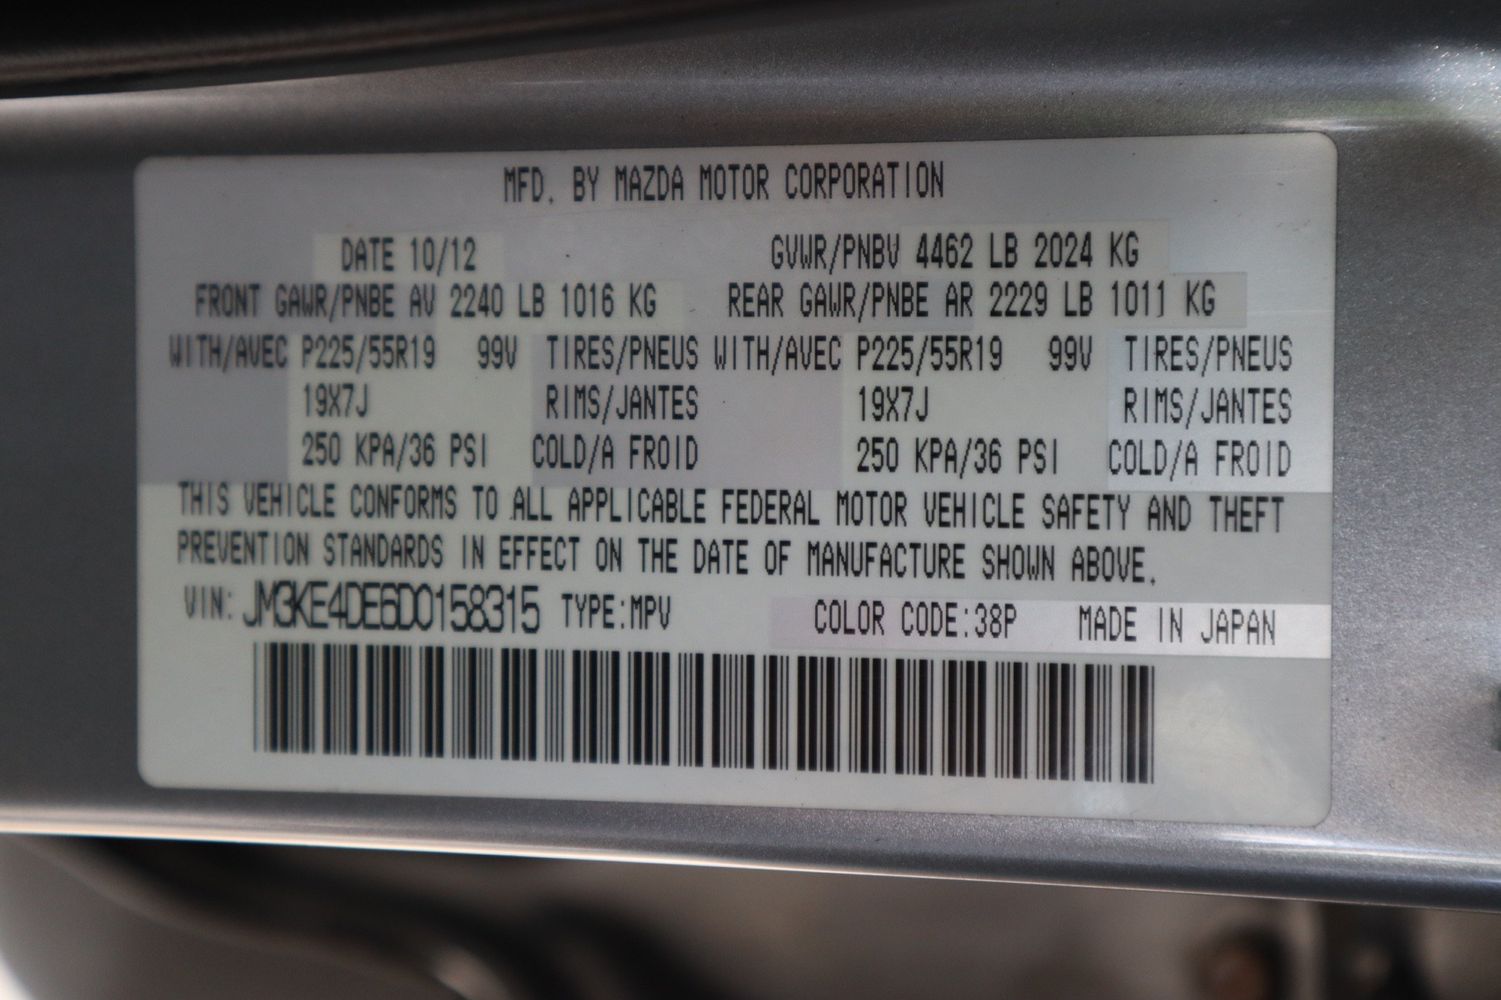 MFD. BY MAZDA MOTOR CORPORATION
DATE 10/12 GVWR/PNBV 4462 LB 2024 KG
FRONT GAWR/PNBE AV 2240 LB 1016 KG REAR GAWR/PNBE AR 2229 LB 1011 KG
WITH/AVEC P225/55R19 99V TIRES/PNEUS WITH/AVEC P225/55R19 99V TIRES/PNEUS
19X7J RIMS/JANTES 19X7J RIMS/JANTES
250 KPA/36 PSI COLD/A FROID 250 KPA/36 PSI COLD/A FROID
THIS VEHICLE CONFORMS TO ALL APPLICABLE FEDERAL MOTOR VEHICLE SAFETY AND THEFT
PREVENTION STANDARDS IN EFFECT ON THE DATE OF MANUFACTURE SHOWN ABOVE.
VIN: JM3KE4DE6D0158315 TYPE:MPV COLOR CODE:38P MADE IN JAPAN